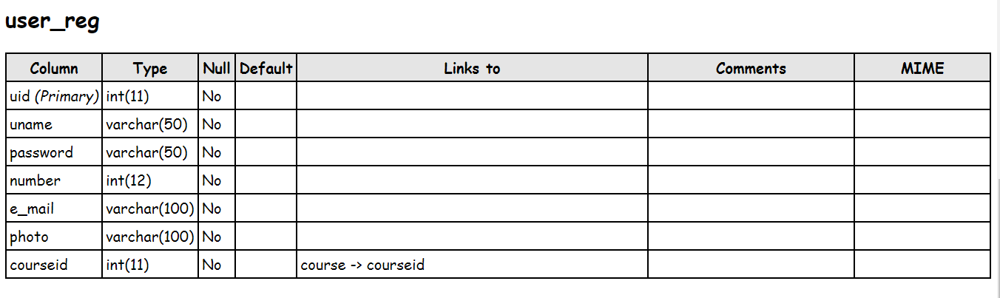 user_reg
Column Type Null Default Links to Comments MIME
uid (Primary) int(11) No
uname varchar(50) No
password varchar(50) No
number int(12) No
e_mail varchar(100) No
photo varchar(100) No
courseid int(11) No course -> courseid